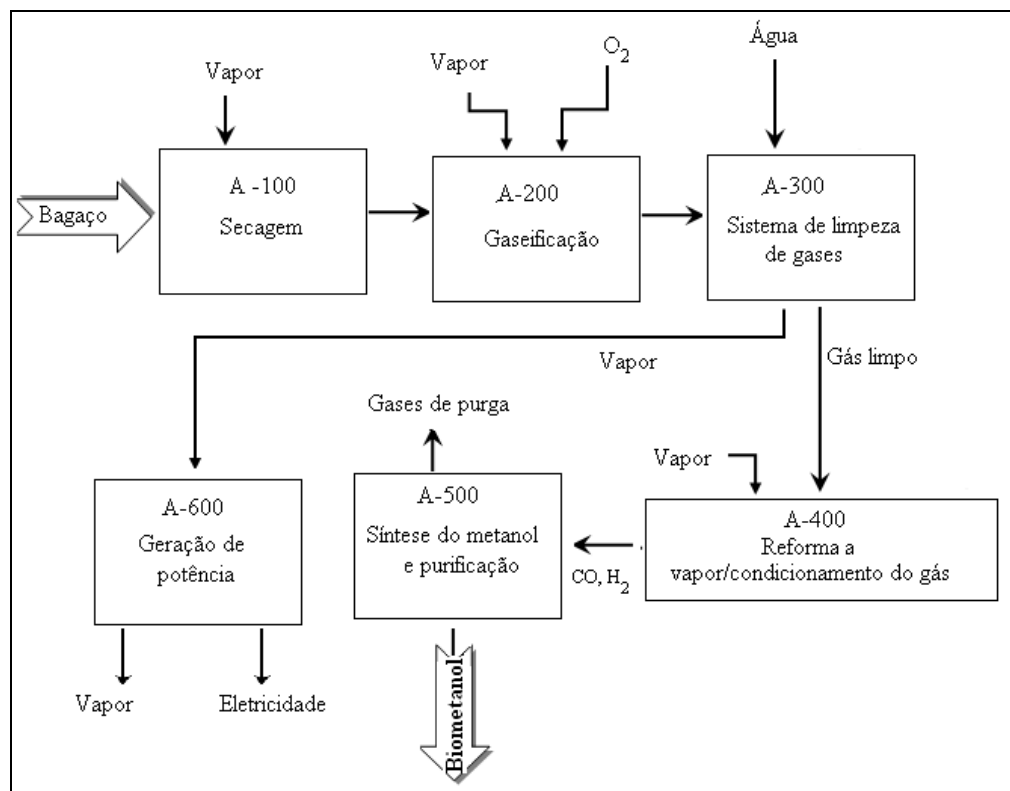 Água
O2
Vapor
Vapor
A -100
Secagem
Bagaço
A-200
Gaseificação
A-300
Sistema de limpeza
de gases
Vapor
Gás limpo
Gases de purga
Vapor
A-600
Geração de
potência
A-500
Síntese do metanol
e purificação
CO, H2
A-400
Reforma a
vapor/condicionamento do gás
Vapor
Eletricidade
Biometanol